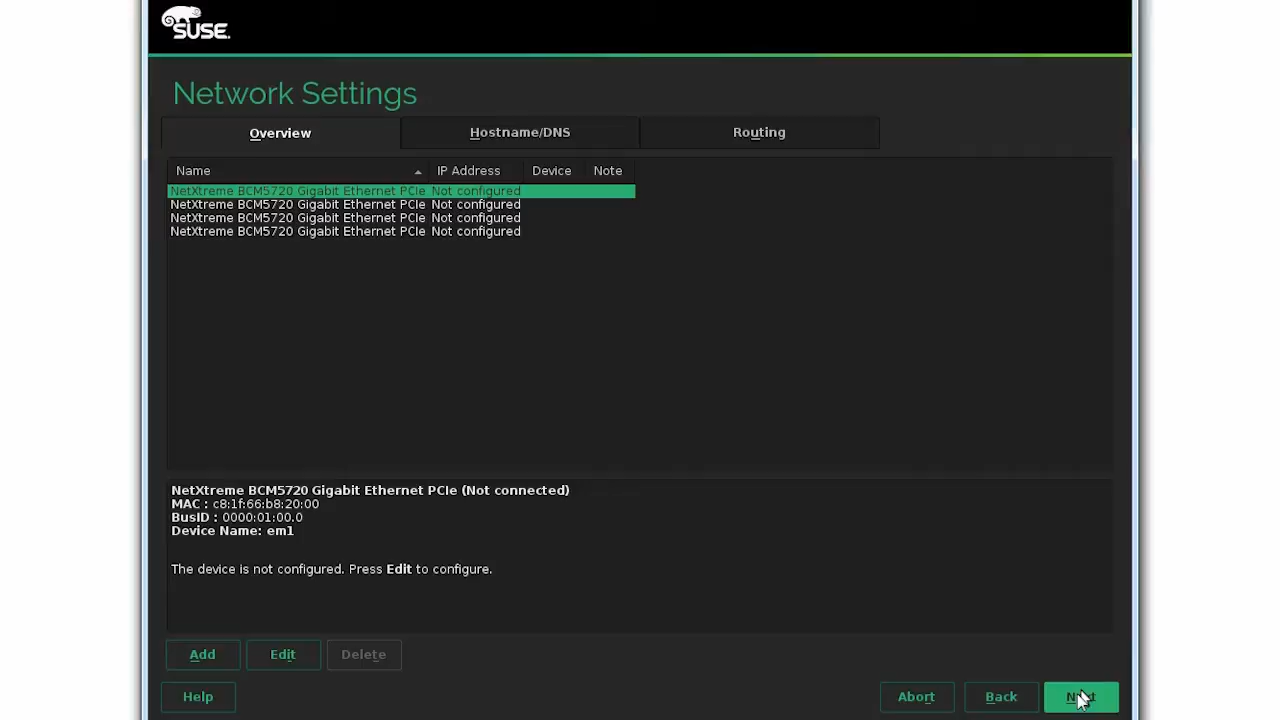 SUSE.
Network Settings
Overview
Hostname/DNS
Routing
Name IP Address Device Note
NetXtreme BCM5720 Gigabit Ethernet PCIe Not configured
NetXtreme BCM5720 Gigabit Ethernet PCIe Not configured
NetXtreme BCM5720 Gigabit Ethernet PCIe Not configured
NetXtreme BCM5720 Gigabit Ethernet PCIe Not configured
NetXtreme BCM5720 Gigabit Ethernet PCIe (Not connected)
MAC : c8:1f:66:b8:20:00
BusID : 0000:01:00.0
Device Name: em1
The device is not configured. Press Edit to configure.
Add Edit Delete
Help Abort Back